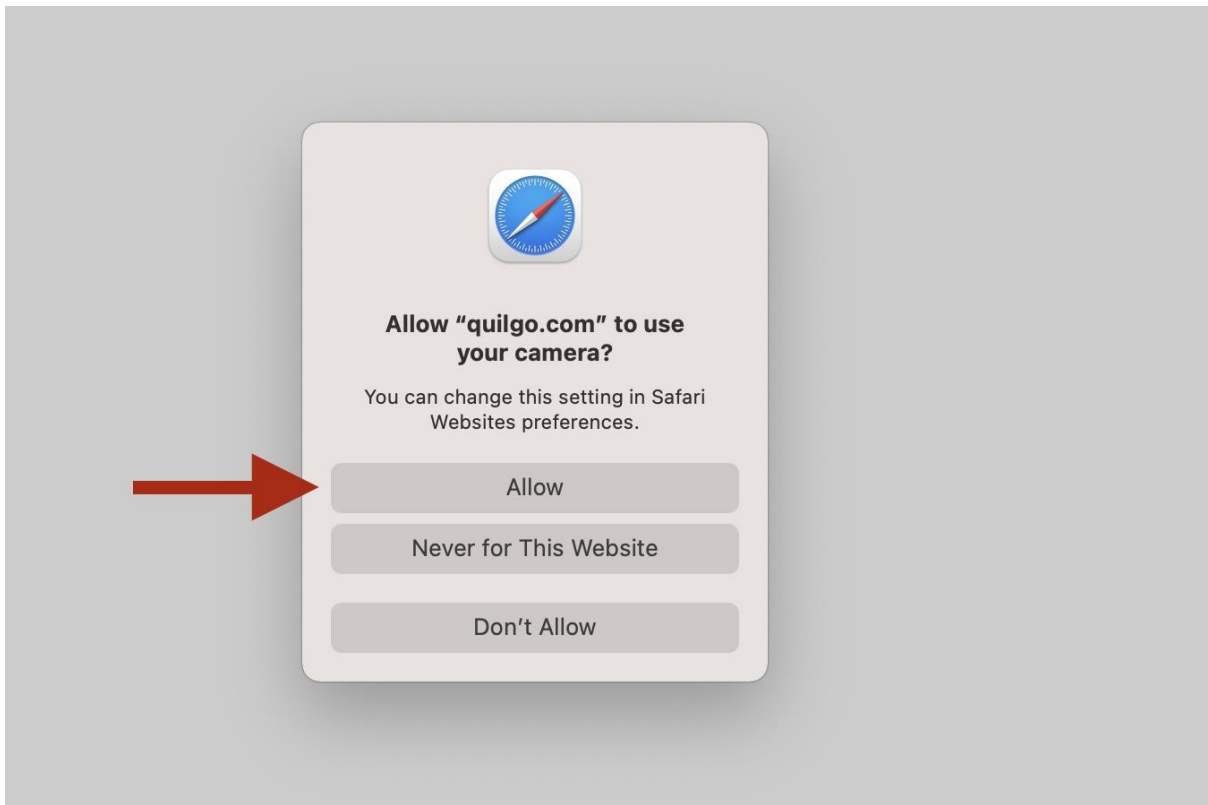 Allow “quilgo.com” to use
your camera?
You can change this setting in Safari
Websites preferences.
Allow
Never for This Website
Don’t Allow